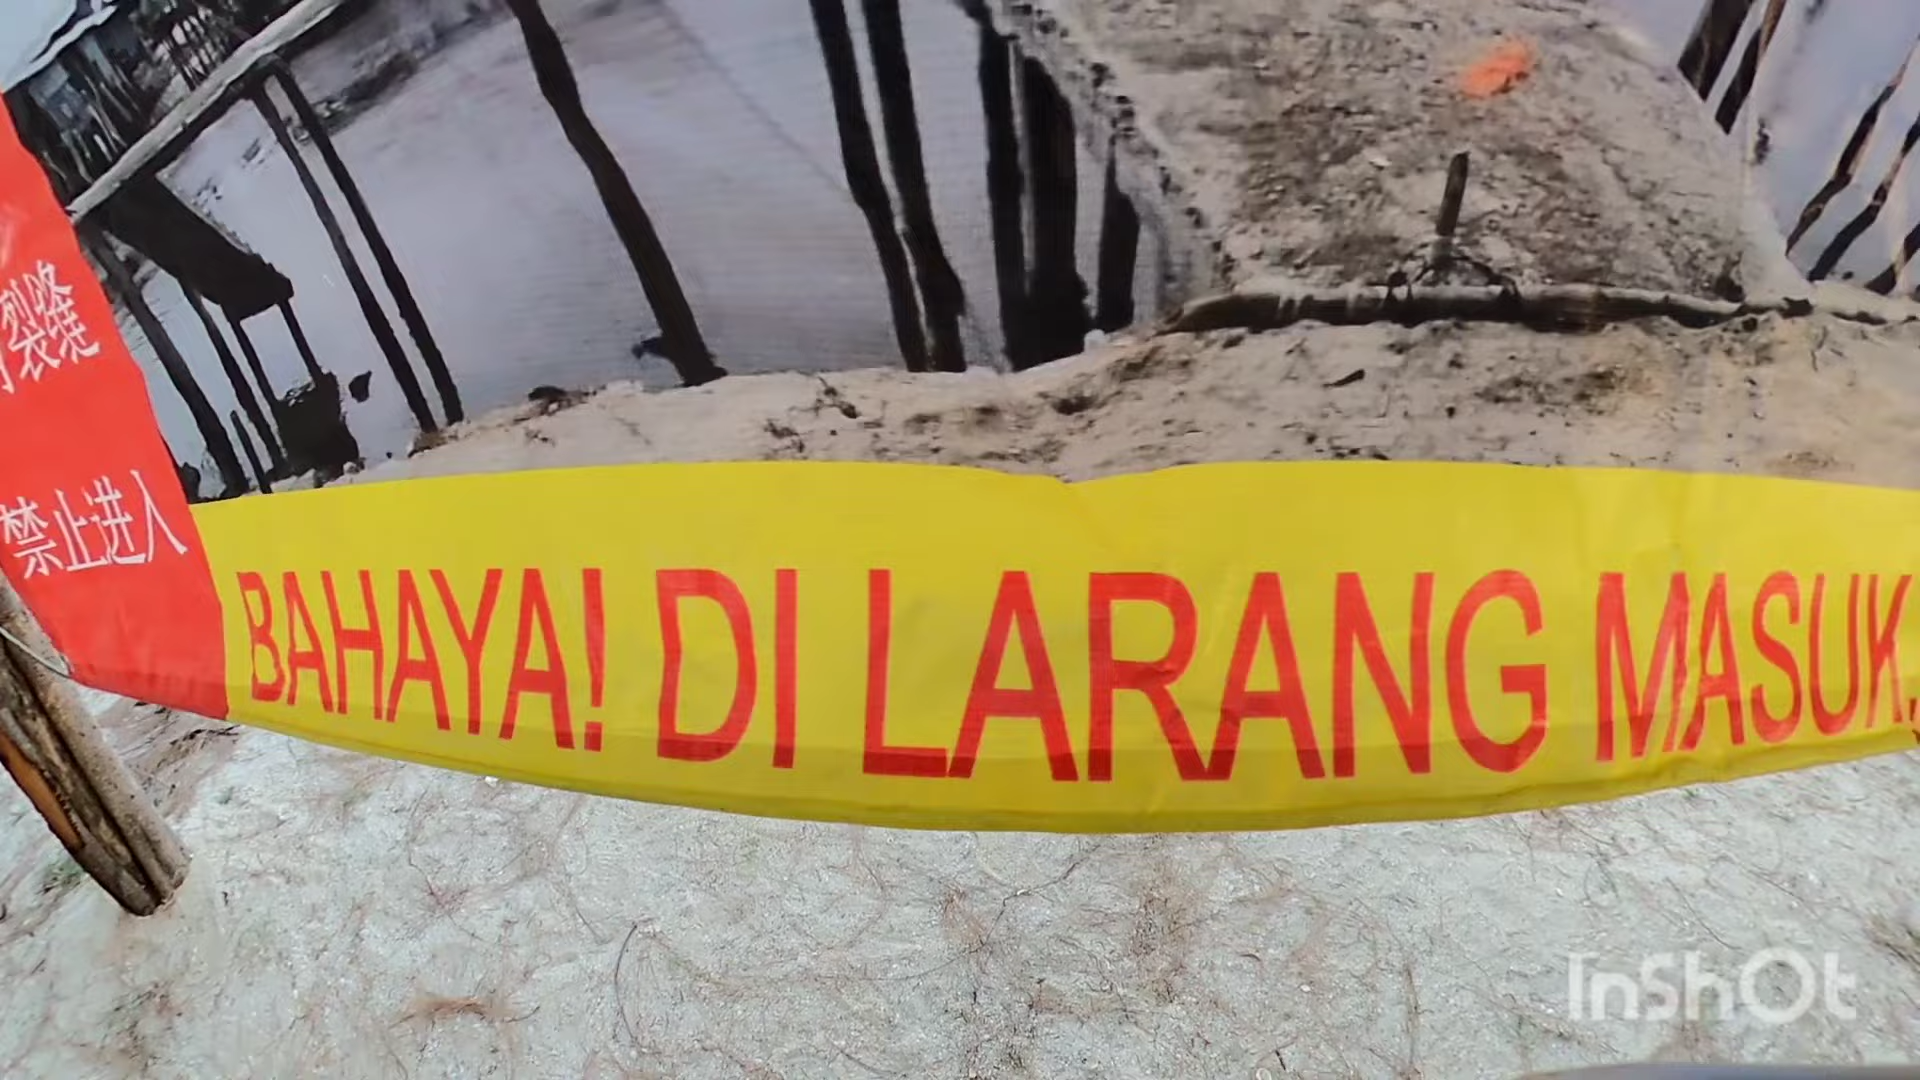 裂缝
禁止进入
BAHAYA! DI LARANG MASUK.
InShOt